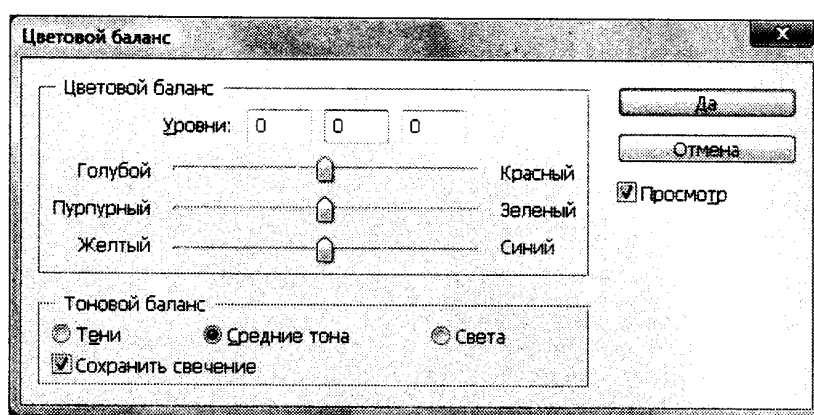 Цветовой баланс
X
Цветовой баланс
Уровни: 0 0 0
Да
Отмена
Голубой Красный
Просмотр
Пурпурный Зеленый
Желтый Синий
Тоновой баланс
Тени Средние тона Света
Сохранить свечение